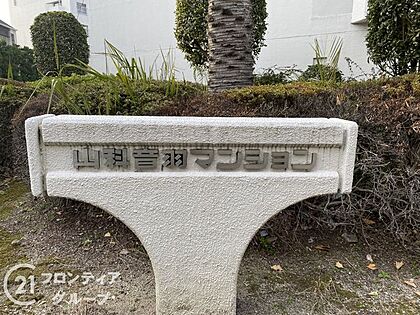 山科音羽マンション
21
フロンティア
グループ